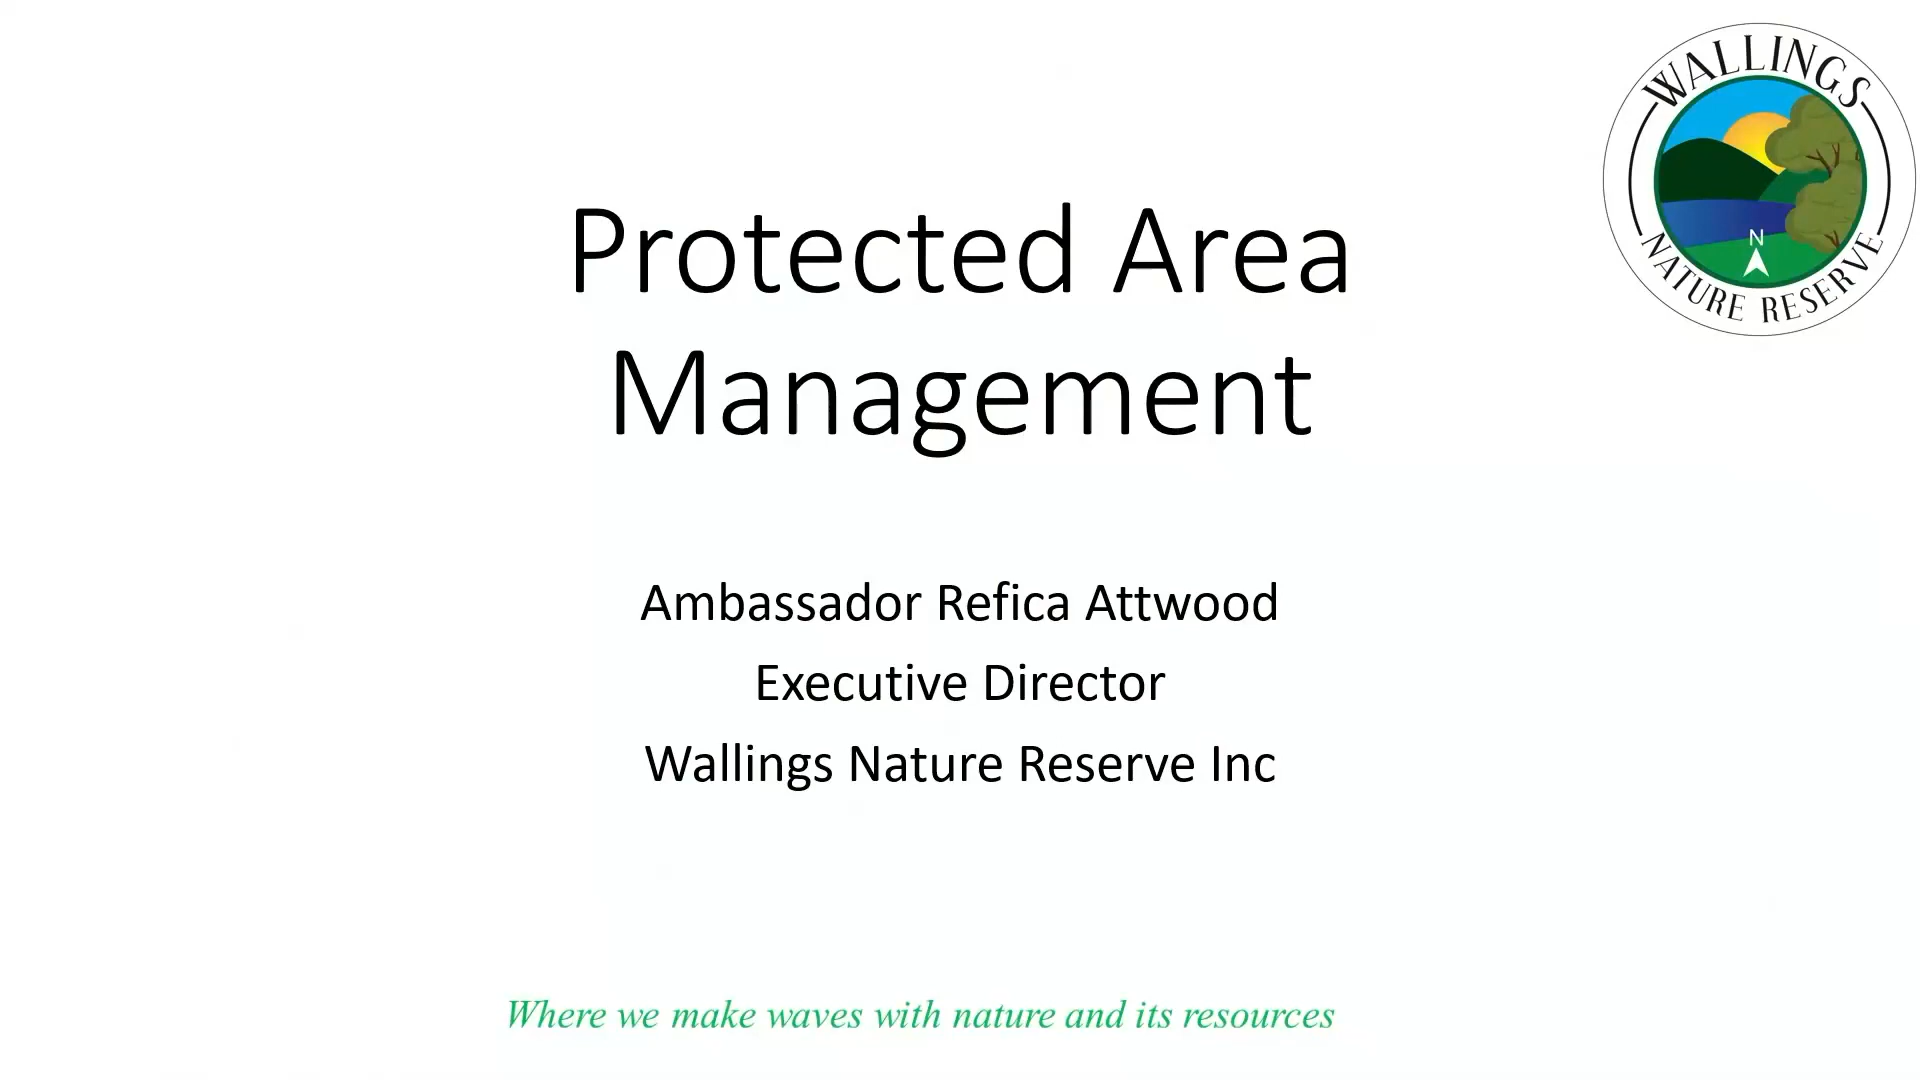 WALLINGS
N
NATURE RESERVE
Protected Area
Management
Ambassador Refica Attwood
Executive Director
Wallings Nature Reserve Inc
Where we make waves with nature and its resources